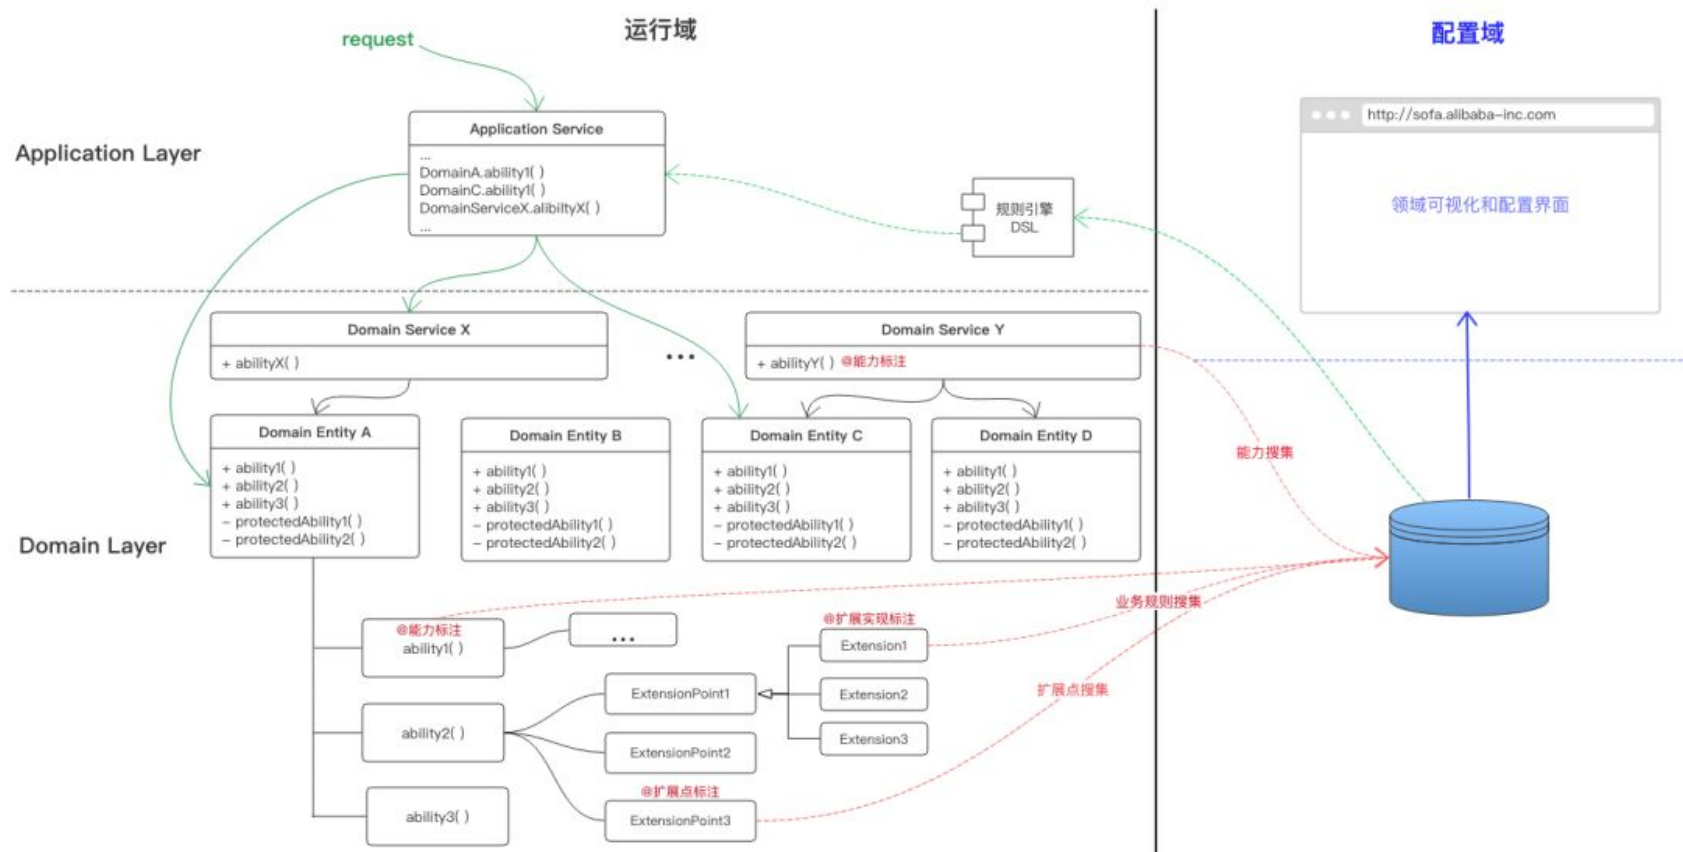 运行域
配置域
request
Application Layer
Application Service
...
DomainA.ability1( )
DomainC.ability1( )
DomainServiceX.alibiltyX( )
...
规则引擎
DSL
http://sofa.alibaba-inc.com
领域可视化和配置界面
Domain Layer
Domain Service X
+ abilityX( )
...
Domain Service Y
+ abilityY( ) @能力标注
Domain Entity A
+ ability1( )
+ ability2( )
+ ability3( )
- protectedAbility1( )
- protectedAbility2( )
Domain Entity B
+ ability1( )
+ ability2( )
+ ability3( )
- protectedAbility1( )
- protectedAbility2( )
Domain Entity C
+ ability1( )
+ ability2( )
+ ability3( )
- protectedAbility1( )
- protectedAbility2( )
Domain Entity D
+ ability1( )
+ ability2( )
+ ability3( )
- protectedAbility1( )
- protectedAbility2( )
能力搜集
业务规则搜集
扩展点搜集
@能力标注
ability1( )
...
ability2( )
ability3( )
ExtensionPoint1
ExtensionPoint2
@扩展点标注
ExtensionPoint3
@扩展实现标注
Extension1
Extension2
Extension3